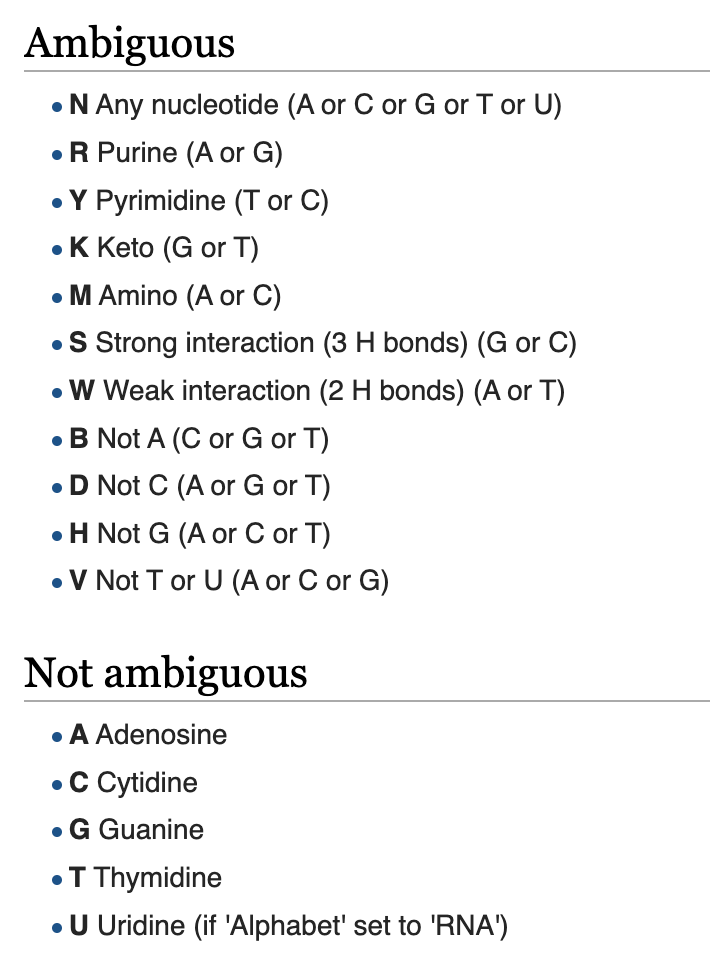 Ambiguous
• N Any nucleotide (A or C or G or T or U)
• R Purine (A or G)
• Y Pyrimidine (T or C)
• K Keto (G or T)
• M Amino (A or C)
• S Strong interaction (3 H bonds) (G or C)
• W Weak interaction (2 H bonds) (A or T)
• B Not A (C or G or T)
• D Not C (A or G or T)
• H Not G (A or C or T)
• V Not T or U (A or C or G)
Not ambiguous
• A Adenosine
• C Cytidine
• G Guanine
• T Thymidine
• U Uridine (if 'Alphabet' set to 'RNA')